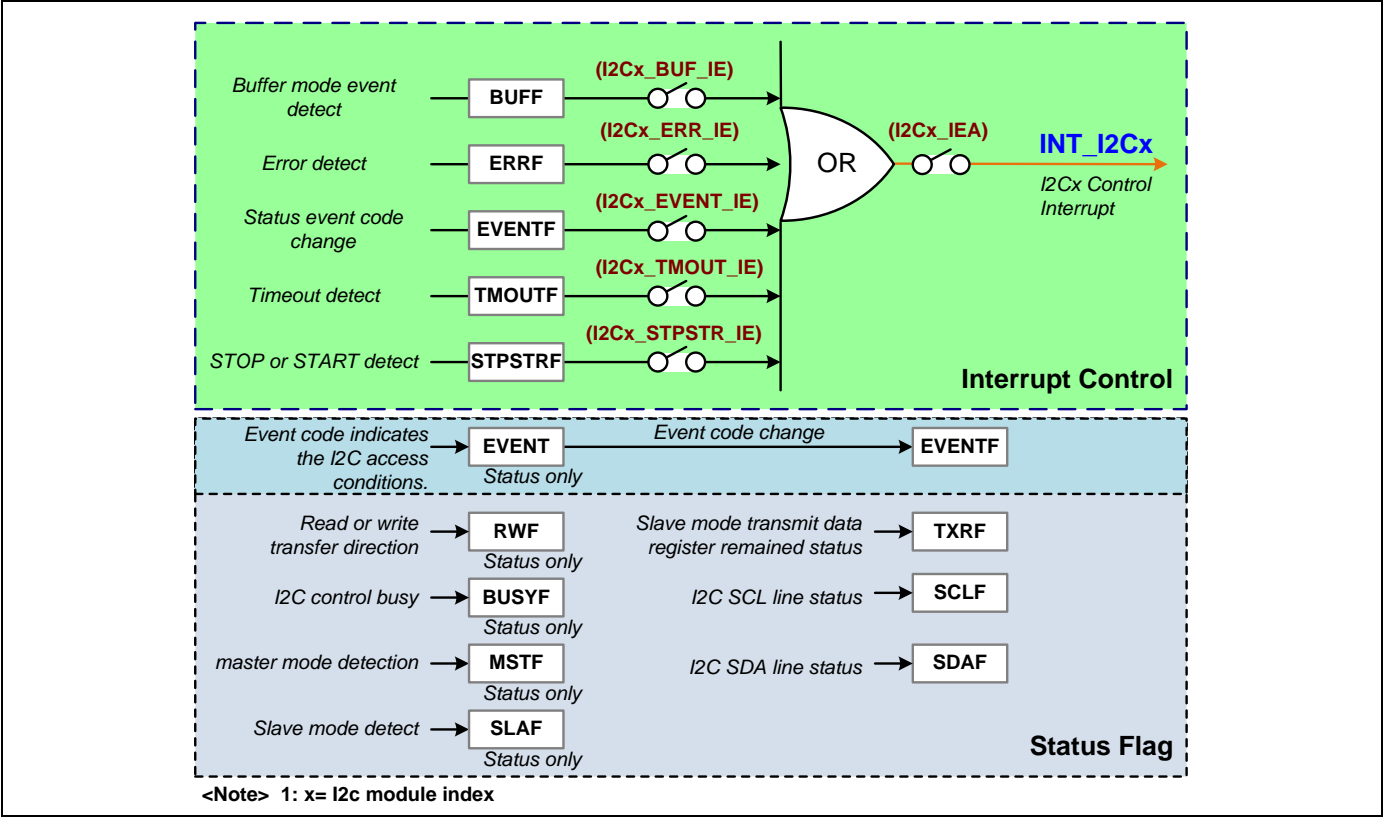 Buffer mode event
detect
BUFF
(I2Cx_BUF_IE)
Error detect
ERRF
(I2Cx_ERR_IE)
Status event code
change
EVENTF
(I2Cx_EVENT_IE)
Timeout detect
TMOUTF
(I2Cx_TMOUT_IE)
STOP or START detect
STPSTRF
(I2Cx_STPSTR_IE)
OR
(I2Cx_IEA)
INT_I2Cx
I2Cx Control
Interrupt
Interrupt Control
Event code indicates
the I2C access
conditions.
EVENT
Status only
Event code change
EVENTF
Read or write
transfer direction
RWF
Status only
Slave mode transmit data
register remained status
TXRF
I2C control busy
BUSYF
Status only
I2C SCL line status
SCLF
master mode detection
MSTF
Status only
I2C SDA line status
SDAF
Slave mode detect
SLAF
Status only
Status Flag
<Note> 1: x= I2c module index